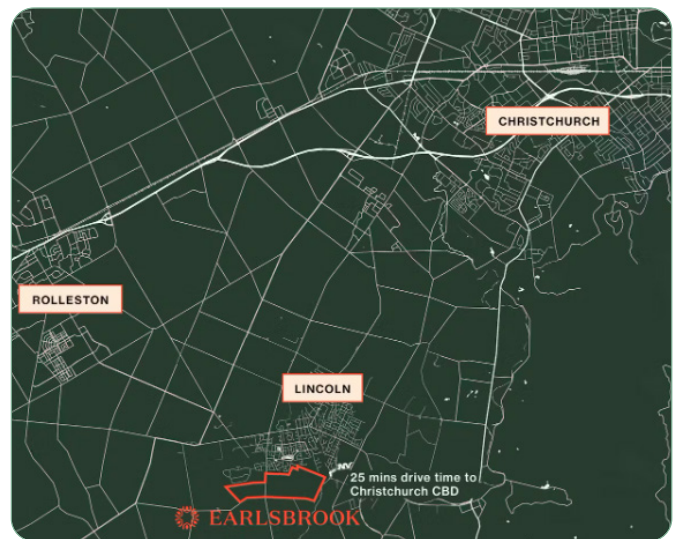 CHRISTCHURCH
ROLLESTON
LINCOLN
25 mins drive time to
Christchurch CBD
EARLSBROOK